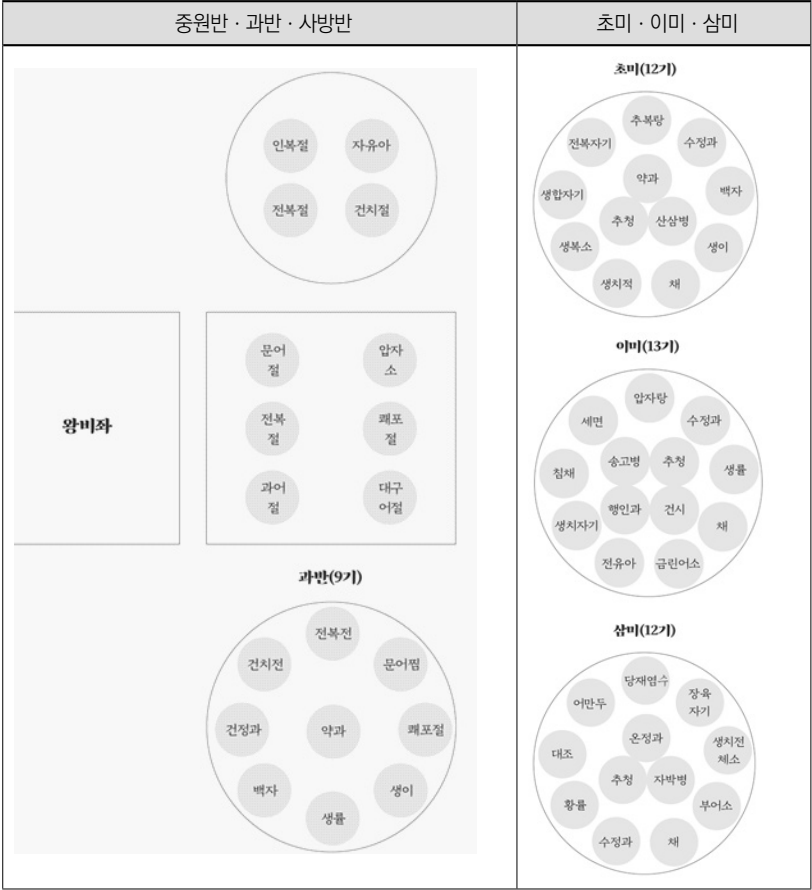 중원반 · 과반 · 사방반
초미 · 이미 · 삼미
인복절 자유아
전복절 건치절
왕비좌
문어
절
압자
소
전복
절
쾌포
절
과어
절
대구
어절
과반(9기)
전복전
건치전 문어찜
건정과 약과 쾌포절
백자 생이
생률
초미(12기)
추복탕
전복자기 수정과
약과
생합자기 백자
추청 산삼병
생복소 생이
생치적 채
이미(13기)
압자탕
세면 수정과
송고병 추청
침채 생률
행인과 건시
생치자기 채
전유아 금린어소
삼미(12기)
당재염수
어만두
장육
자기
온정과
대조
생치전
체소
추청 자박병
황률 부어소
수정과 채